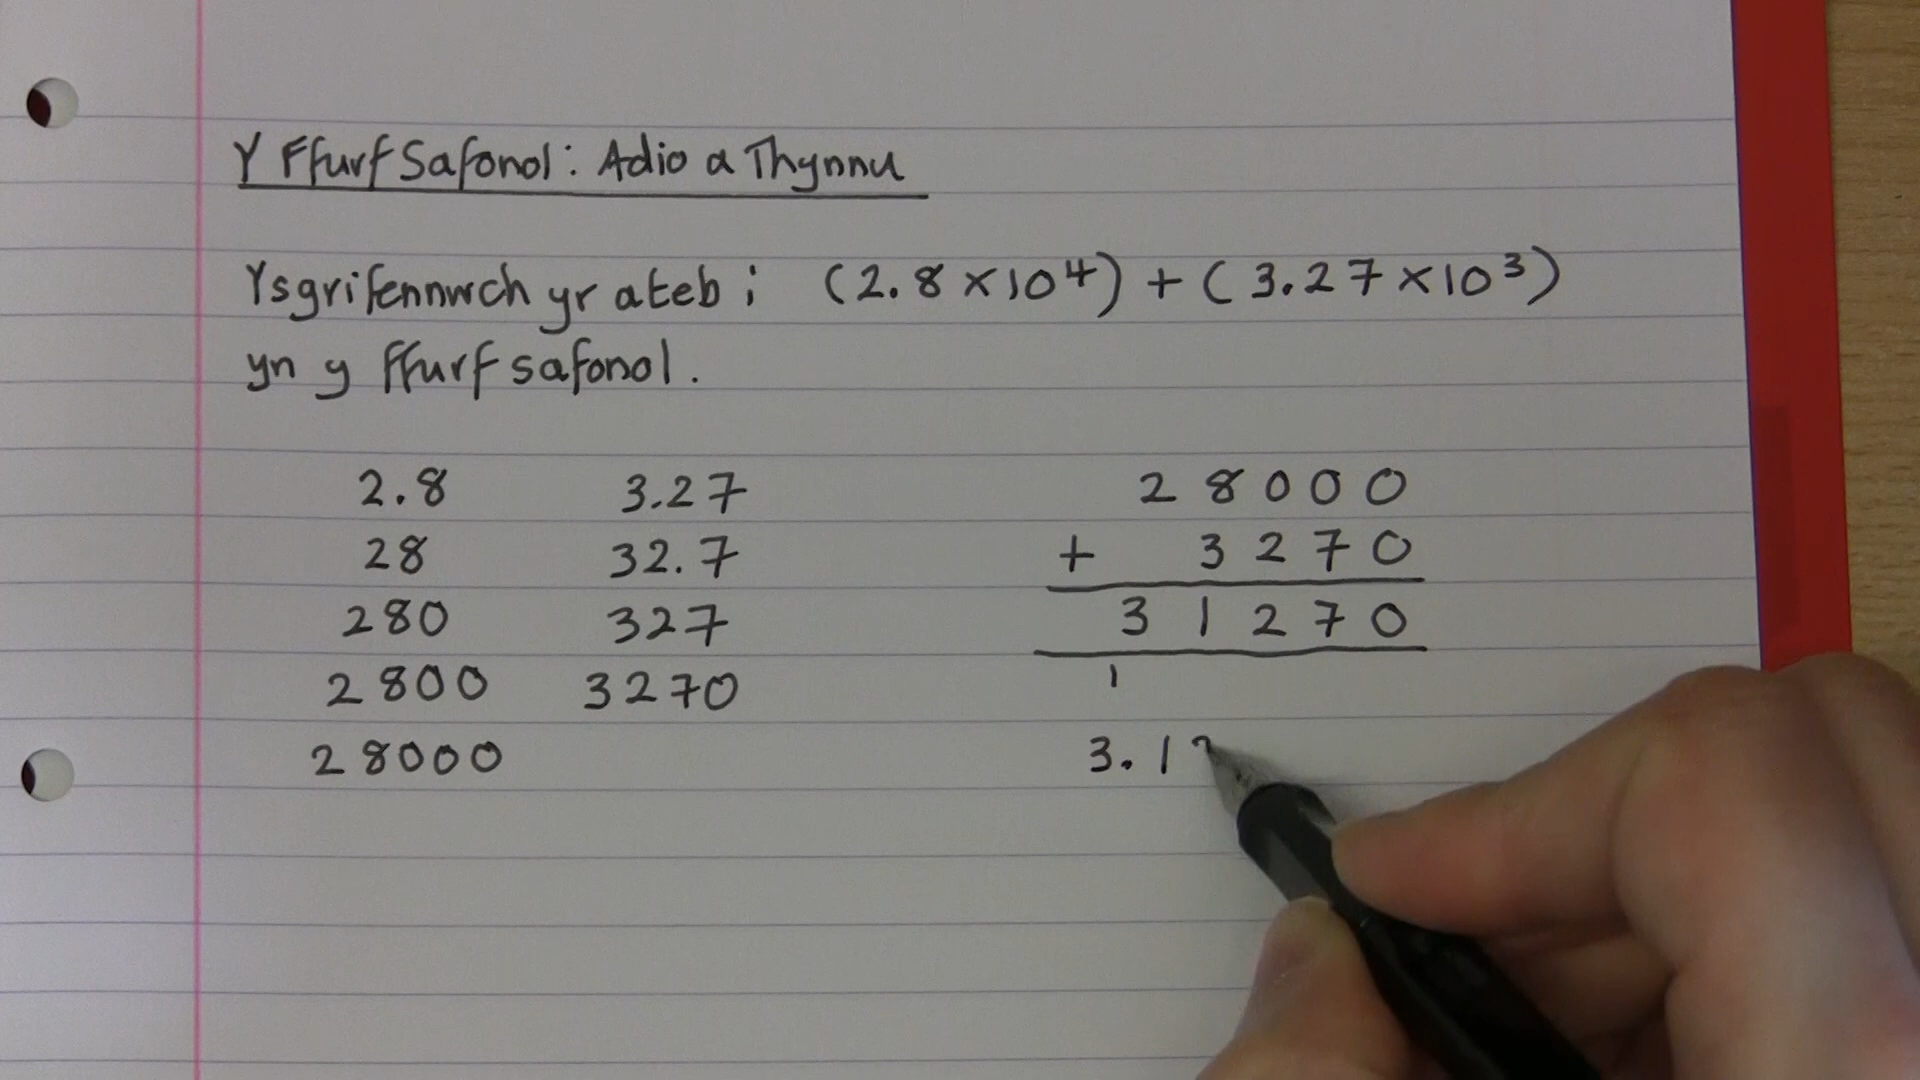 Y Ffurf Safonol: Adio a Thynnu
Ysgrifennwch yr ateb i (2.8 × 10⁴) + (3.27 × 10³)
yn y ffurf safonol.
2.8 3.27 28000
28 32.7 + 3270
280 327 31270
2800 3270 1
28000 3.1